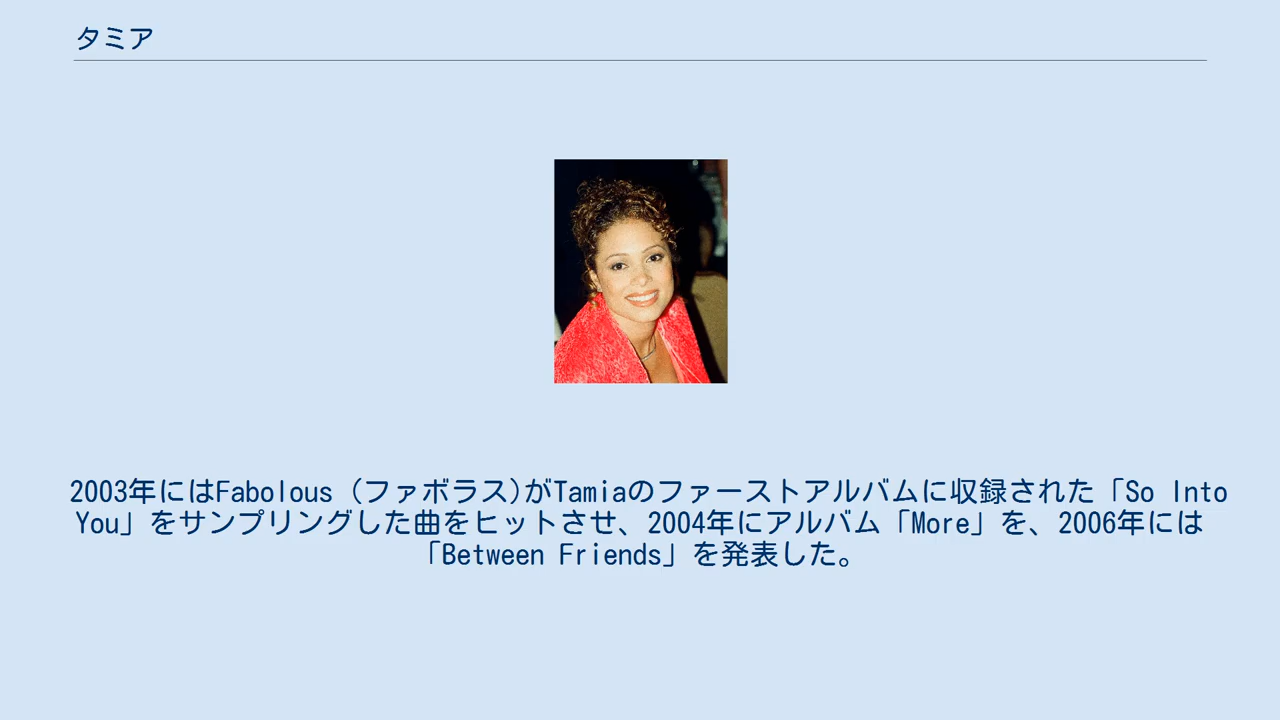 タミア
2003年にはFabolous (ファボラス)がTamiaのファーストアルバムに収録された「So Into
You」をサンプリングした曲をヒットさせ、2004年にアルバム「More」を、2006年には
「Between Friends」を発表した。